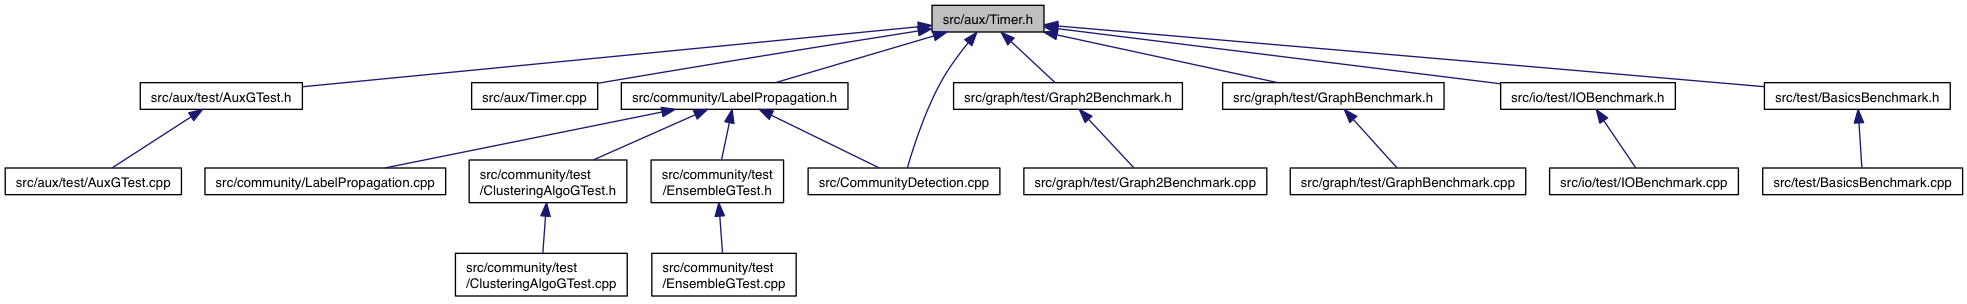 src/aux/Timer.h
src/aux/test/AuxGTest.h
src/aux/Timer.cpp
src/community/LabelPropagation.h
src/graph/test/Graph2Benchmark.h
src/graph/test/GraphBenchmark.h
src/io/test/IOBenchmark.h
src/test/BasicsBenchmark.h
src/aux/test/AuxGTest.cpp
src/community/LabelPropagation.cpp
src/community/test
/ClusteringAlgoGTest.h
src/community/test
/EnsembleGTest.h
src/CommunityDetection.cpp
src/graph/test/Graph2Benchmark.cpp
src/graph/test/GraphBenchmark.cpp
src/io/test/IOBenchmark.cpp
src/test/BasicsBenchmark.cpp
src/community/test
/ClusteringAlgoGTest.cpp
src/community/test
/EnsembleGTest.cpp